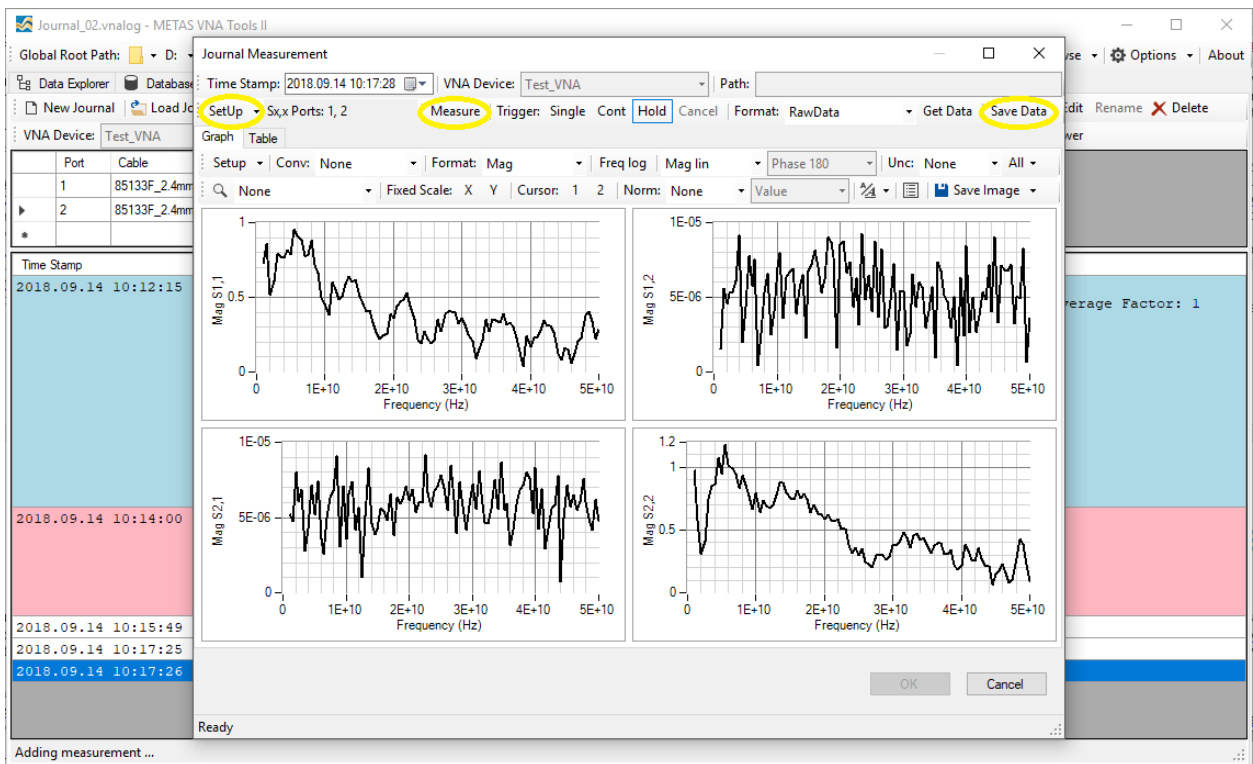 Journal_02.vnalog - METAS VNA Tools II
Global Root Path: D:
Options About
Data Explorer Database
New Journal Load Jo
Edit Rename Delete
VNA Device: Test_VNA
Port Cable
1 85133F_2.4mm
2 85133F_2.4mm
*
Time Stamp
2018.09.14 10:12:15
verage Factor: 1
2018.09.14 10:14:00
2018.09.14 10:15:49
2018.09.14 10:17:25
2018.09.14 10:17:26
Adding measurement ...
Journal Measurement
Time Stamp: 2018.09.14 10:17:28 VNA Device: Test_VNA Path:
SetUp Sx,x Ports: 1, 2 Measure Trigger: Single Cont Hold Cancel Format: RawData Get Data Save Data
Graph Table
Setup Conv: None Format: Mag Freq log Mag lin Phase 180 Unc: None All
None Fixed Scale: X Y Cursor: 1 2 Norm: None Value Save Image
1
0.5
0
Mag S1,1
0 1E+10 2E+10 3E+10 4E+10 5E+10
Frequency (Hz)
1E-05
5E-06
0
Mag S1,2
0 1E+10 2E+10 3E+10 4E+10 5E+10
Frequency (Hz)
1E-05
5E-06
0
Mag S2,1
0 1E+10 2E+10 3E+10 4E+10 5E+10
Frequency (Hz)
1.2
1
0.5
0
Mag S2,2
0 1E+10 2E+10 3E+10 4E+10 5E+10
Frequency (Hz)
OK Cancel
Ready